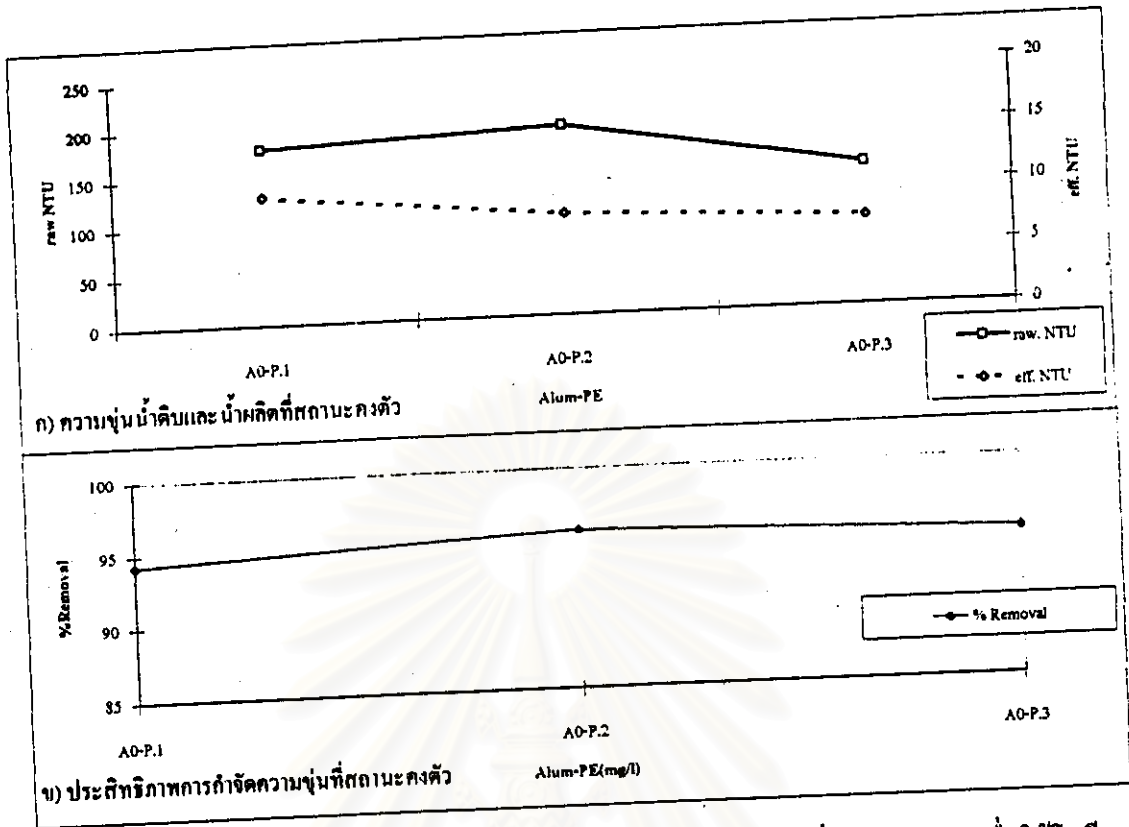 250
200
150
100
50
0
raw NTU
20
15
10
5
0
eff. NTU
A0-P.1
A0-P.2
A0-P.3
Alum-PE
raw. NTU
eff. NTU
ก) ความขุ่นน้ำดิบและน้ำผลิตที่สถานะคงตัว
100
95
90
85
%Removal
% Removal
A0-P.1
A0-P.2
A0-P.3
Alum-PE(mg/l)
ข) ประสิทธิภาพการกำจัดความขุ่นที่สถานะคงตัว